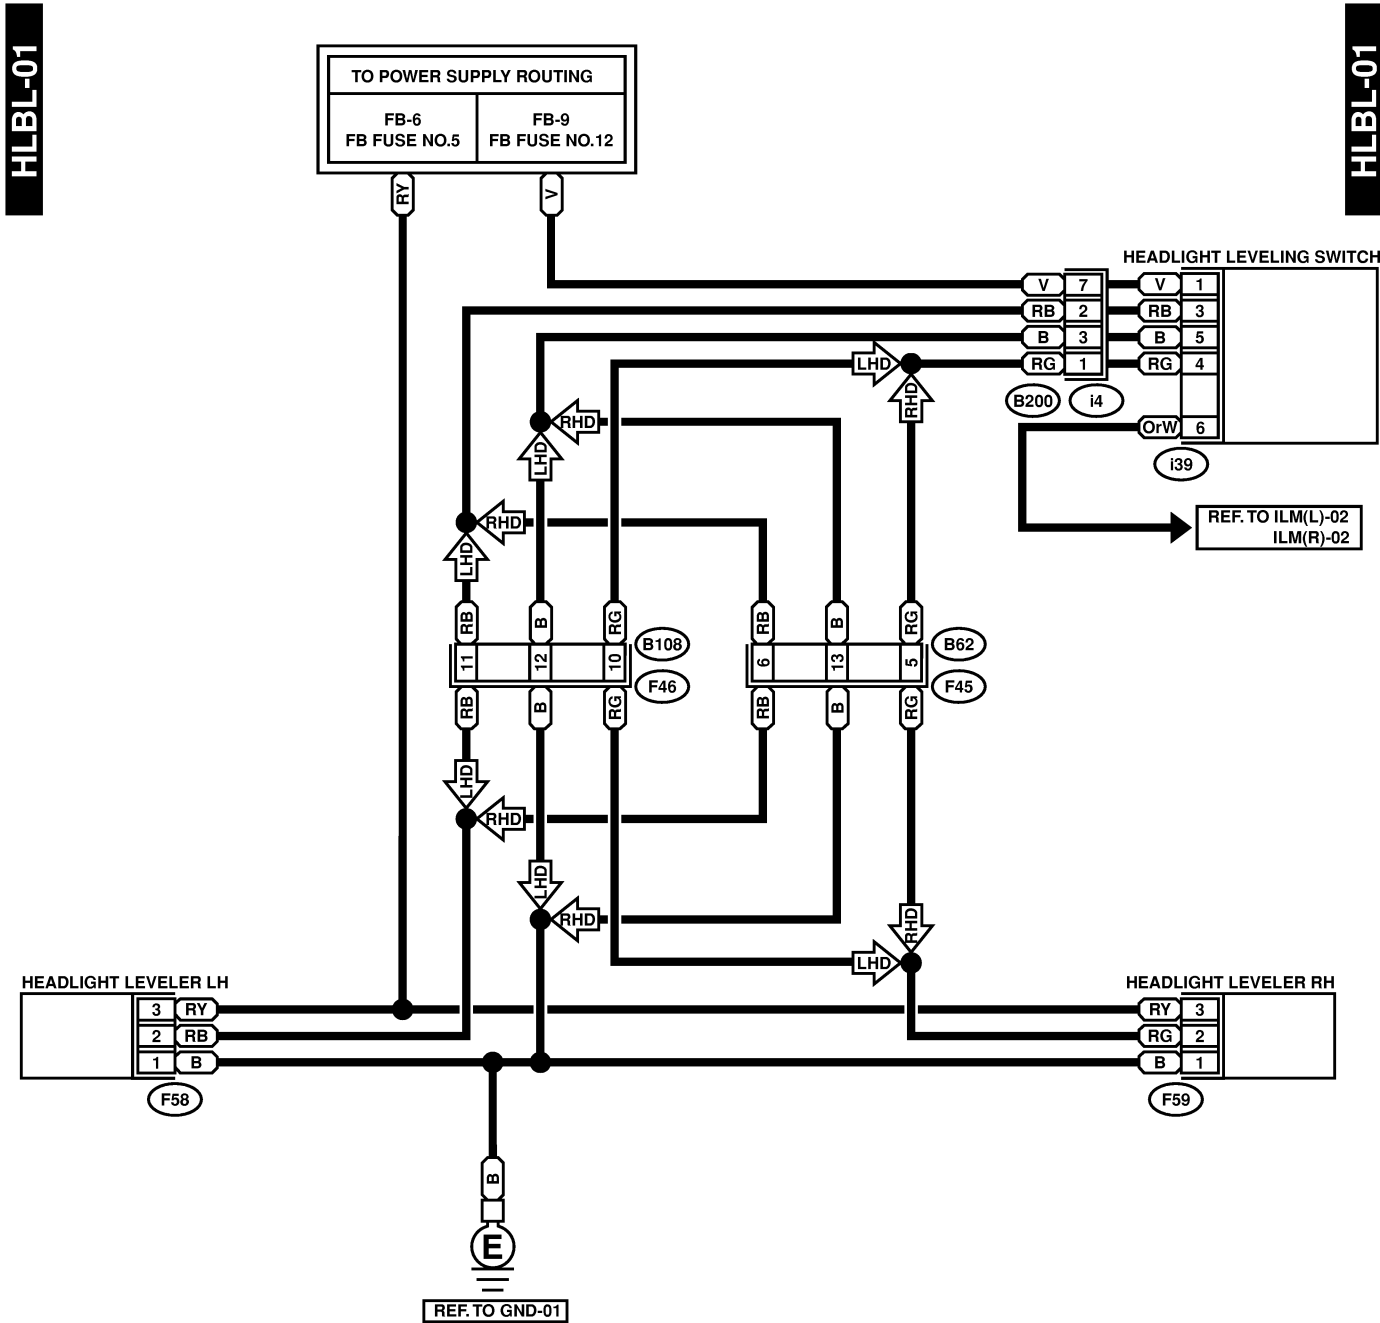 HLBL-01
HLBL-01
TO POWER SUPPLY ROUTING
FB-6
FB FUSE NO.5
FB-9
FB FUSE NO.12
RY
V
HEADLIGHT LEVELING SWITCH
V 7 V 1
RB 2 RB 3
B 3 B 5
LHD
RG 1 RG 4
RHD
B200
i4
RHD
OrW 6
LHD
i39
RHD
REF. TO ILM(L)-02
ILM(R)-02
LHD
RB
B
RG
RB
B
RG
B108
B62
11
12
10
6
13
5
F46
F45
RB
B
RG
RB
B
RG
LHD
RHD
LHD
RHD
RHD
LHD
HEADLIGHT LEVELER LH
HEADLIGHT LEVELER RH
3 RY
RY 3
2 RB
RG 2
1 B
B 1
F58
F59
B
E
REF. TO GND-01